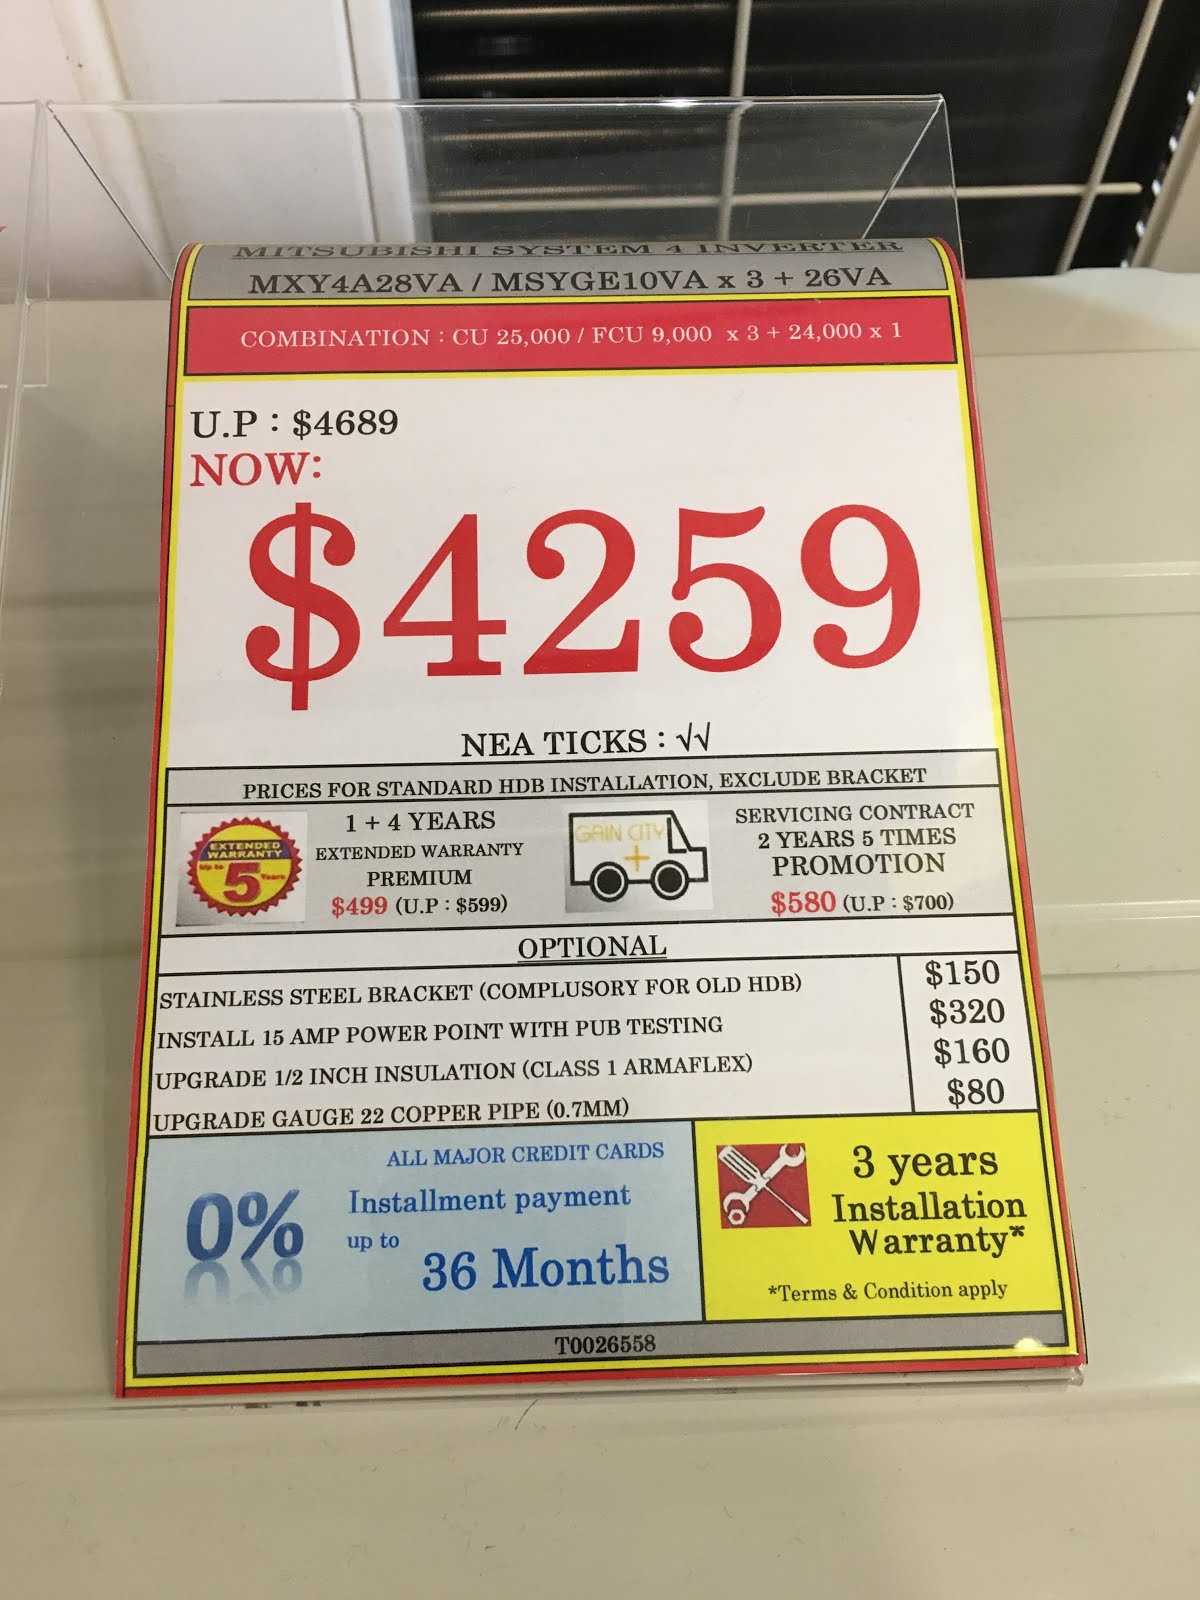 MITSUBISHI SYSTEM 4 INVERTER
MXY4A28VA / MSYGE10VA x 3 + 26VA
COMBINATION : CU 25,000 / FCU 9,000 x 3 + 24,000 x 1
U.P : $4689
NOW:
$4259
NEA TICKS : √√
PRICES FOR STANDARD HDB INSTALLATION, EXCLUDE BRACKET
EXTENDED
WARRANTY
Up to 5 Years
1 + 4 YEARS
EXTENDED WARRANTY
PREMIUM
$499 (U.P : $599)
GAIN CITY
SERVICING CONTRACT
2 YEARS 5 TIMES
PROMOTION
$580 (U.P : $700)
OPTIONAL
STAINLESS STEEL BRACKET (COMPLUSORY FOR OLD HDB) $150
INSTALL 15 AMP POWER POINT WITH PUB TESTING $320
UPGRADE 1/2 INCH INSULATION (CLASS 1 ARMAFLEX) $160
UPGRADE GAUGE 22 COPPER PIPE (0.7MM) $80
ALL MAJOR CREDIT CARDS
0% Installment payment
up to 36 Months
3 years
Installation
Warranty*
*Terms & Condition apply
T0026558